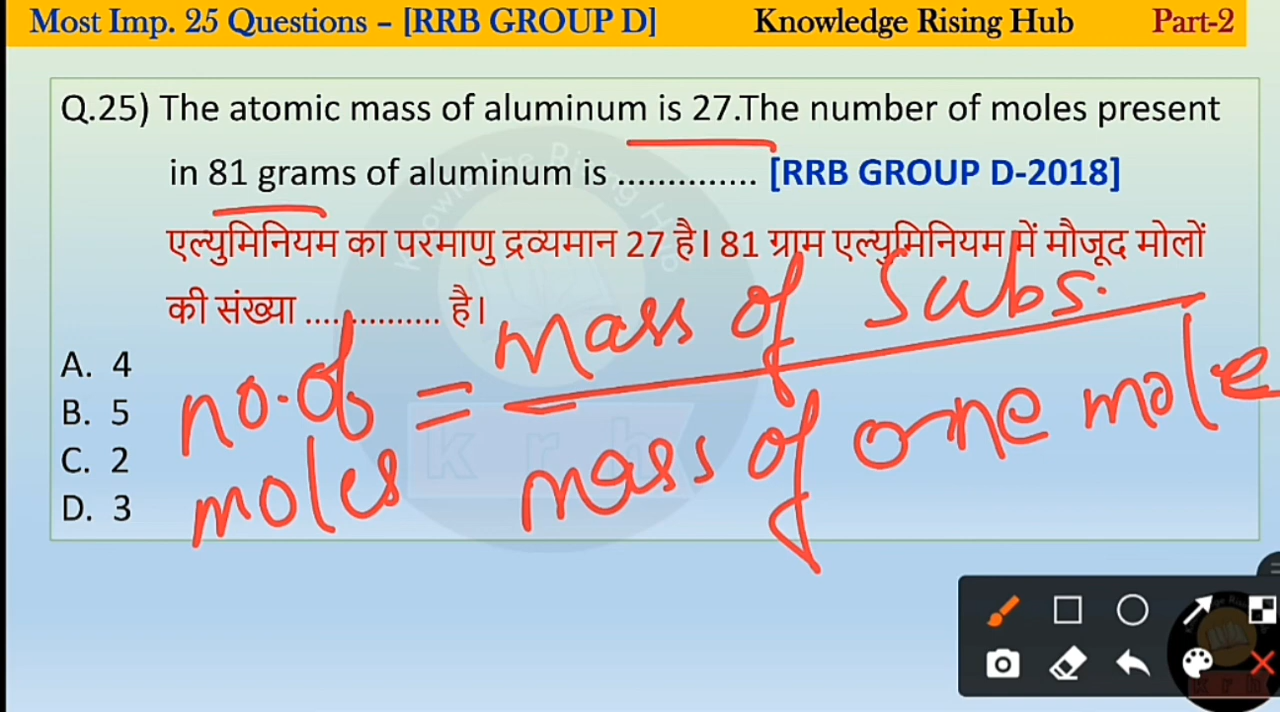 Most Imp. 25 Questions – [RRB GROUP D] Knowledge Rising Hub Part-2
Q.25) The atomic mass of aluminum is 27.The number of moles present
in 81 grams of aluminum is .............. [RRB GROUP D-2018]
एल्युमिनियम का परमाणु द्रव्यमान 27 है। 81 ग्राम एल्युमिनियम में मौजूद मोलों
की संख्या ............... है।
A. 4
B. 5
C. 2
D. 3
no. of moles = mass of Subs.
mass of one mole
k r h